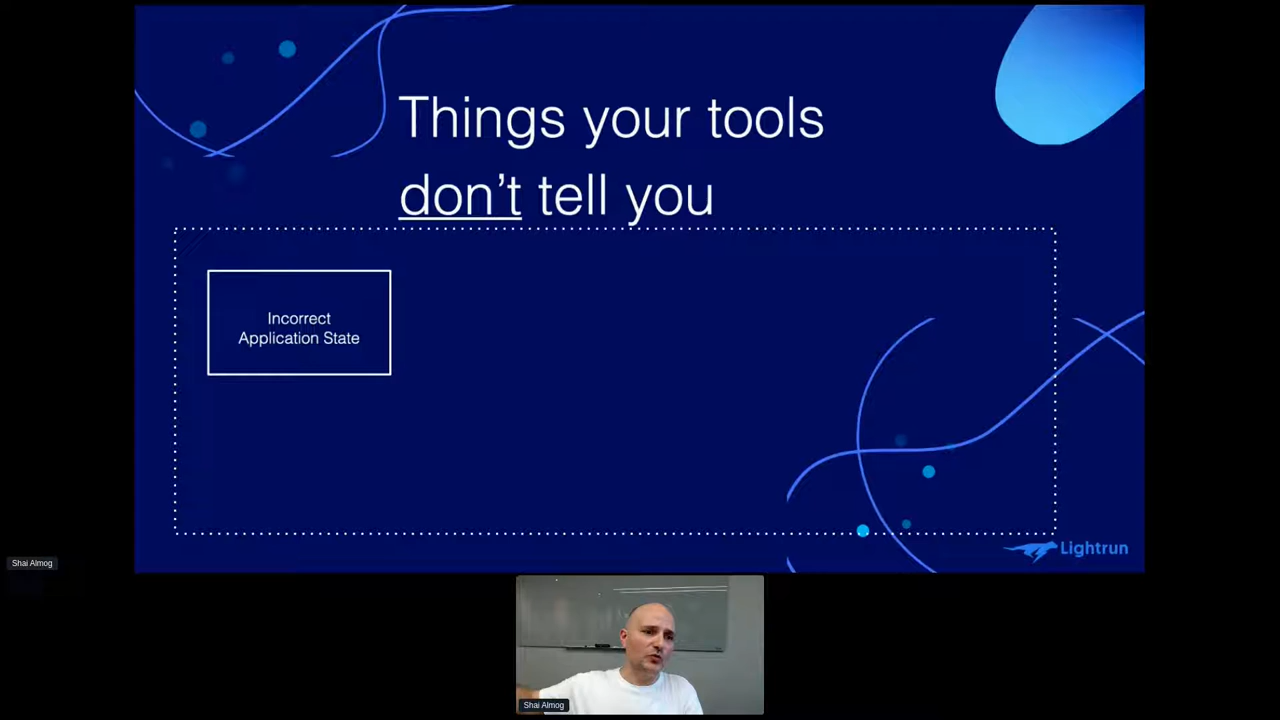 Things your tools
don't tell you
Incorrect
Application State
Lightrun
Shai Almog
Shai Almog